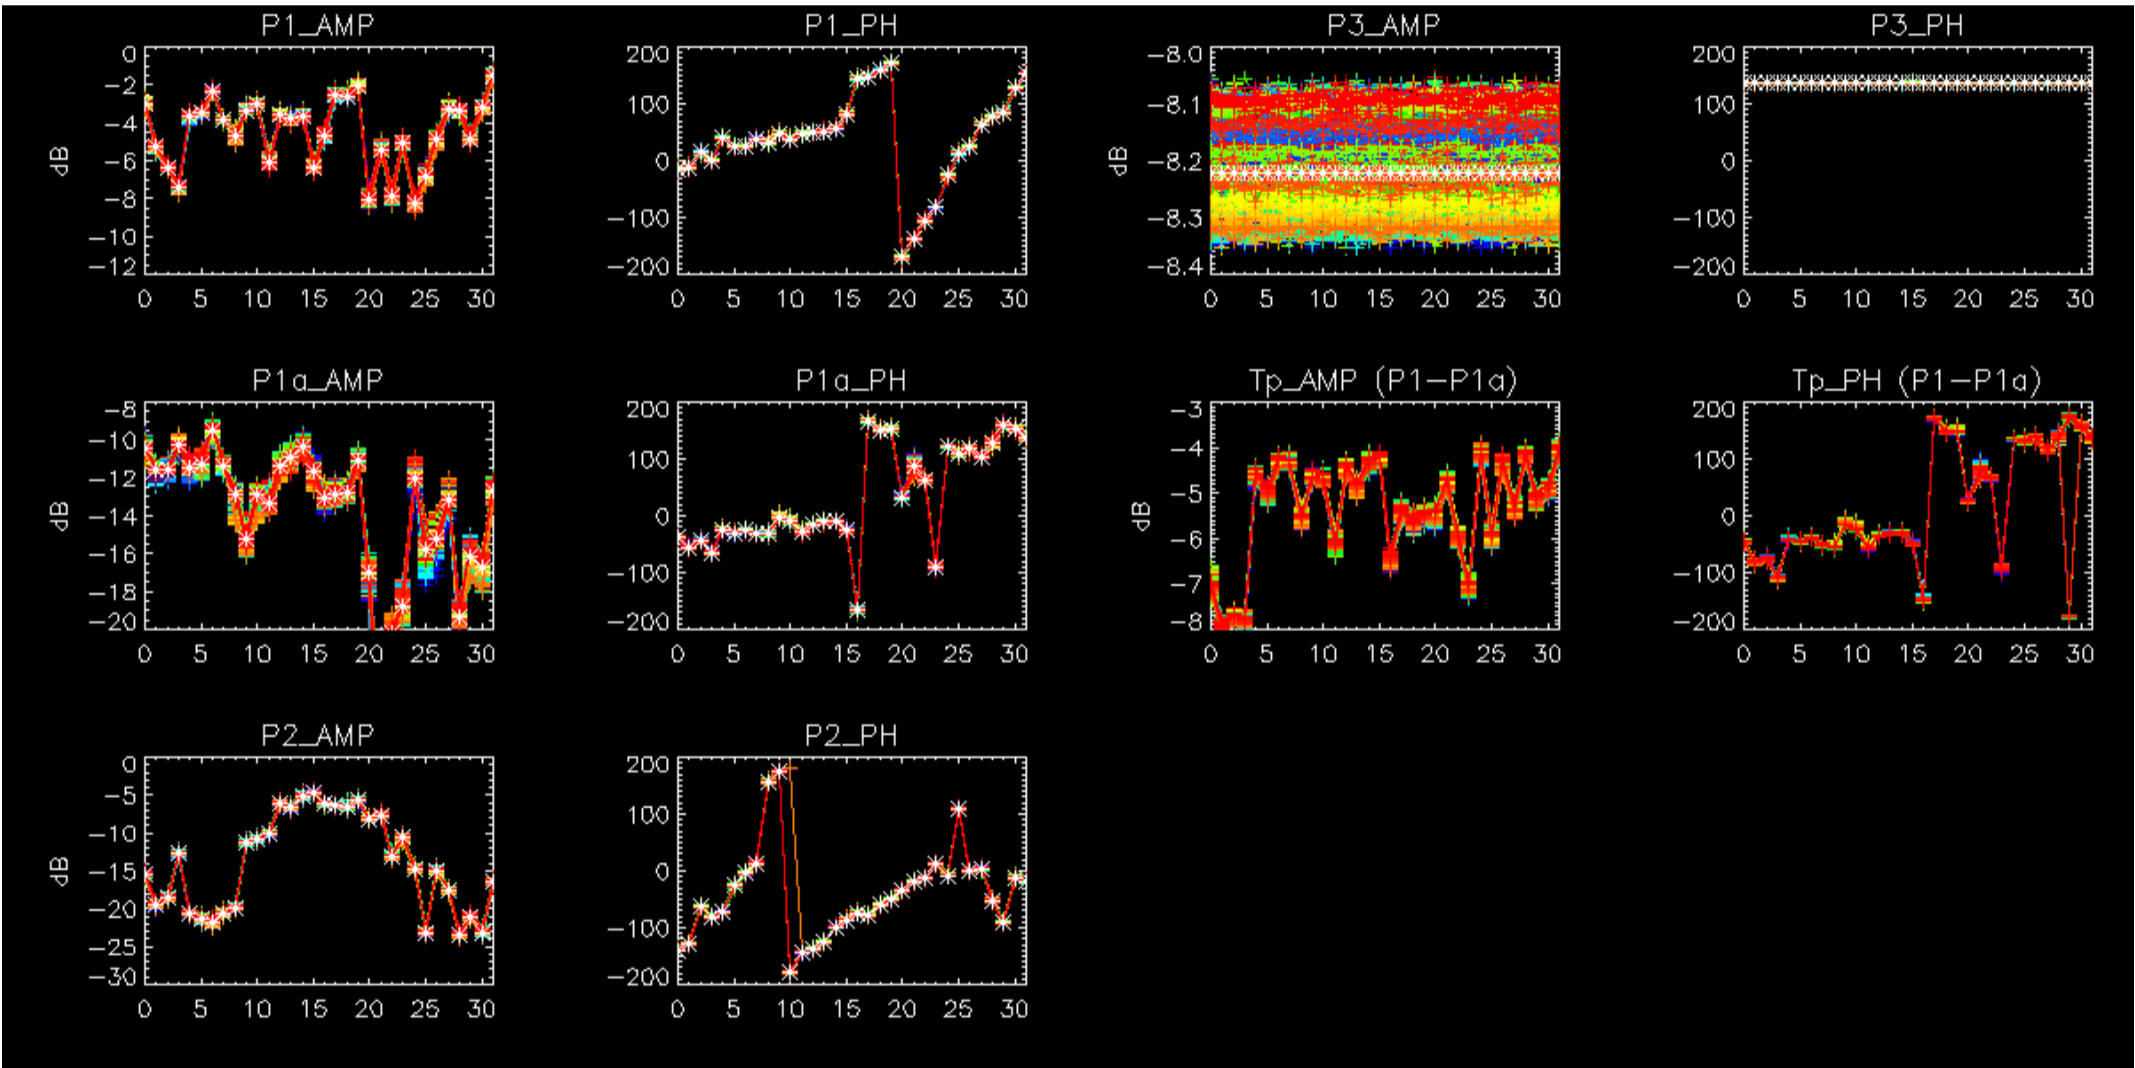 P1_AMP
0
-2
-4
-6
-8
-10
-12
dB
0 5 10 15 20 25 30
P1_PH
200
100
0
-100
-200
0 5 10 15 20 25 30
P3_AMP
-8.0
-8.1
-8.2
-8.3
-8.4
dB
0 5 10 15 20 25 30
P3_PH
200
100
0
-100
-200
0 5 10 15 20 25 30
P1a_AMP
-8
-10
-12
-14
-16
-18
-20
dB
0 5 10 15 20 25 30
P1a_PH
200
100
0
-100
-200
0 5 10 15 20 25 30
Tp_AMP (P1-P1a)
-3
-4
-5
-6
-7
-8
dB
0 5 10 15 20 25 30
Tp_PH (P1-P1a)
200
100
0
-100
-200
0 5 10 15 20 25 30
P2_AMP
0
-5
-10
-15
-20
-25
-30
dB
0 5 10 15 20 25 30
P2_PH
200
100
0
-100
-200
0 5 10 15 20 25 30